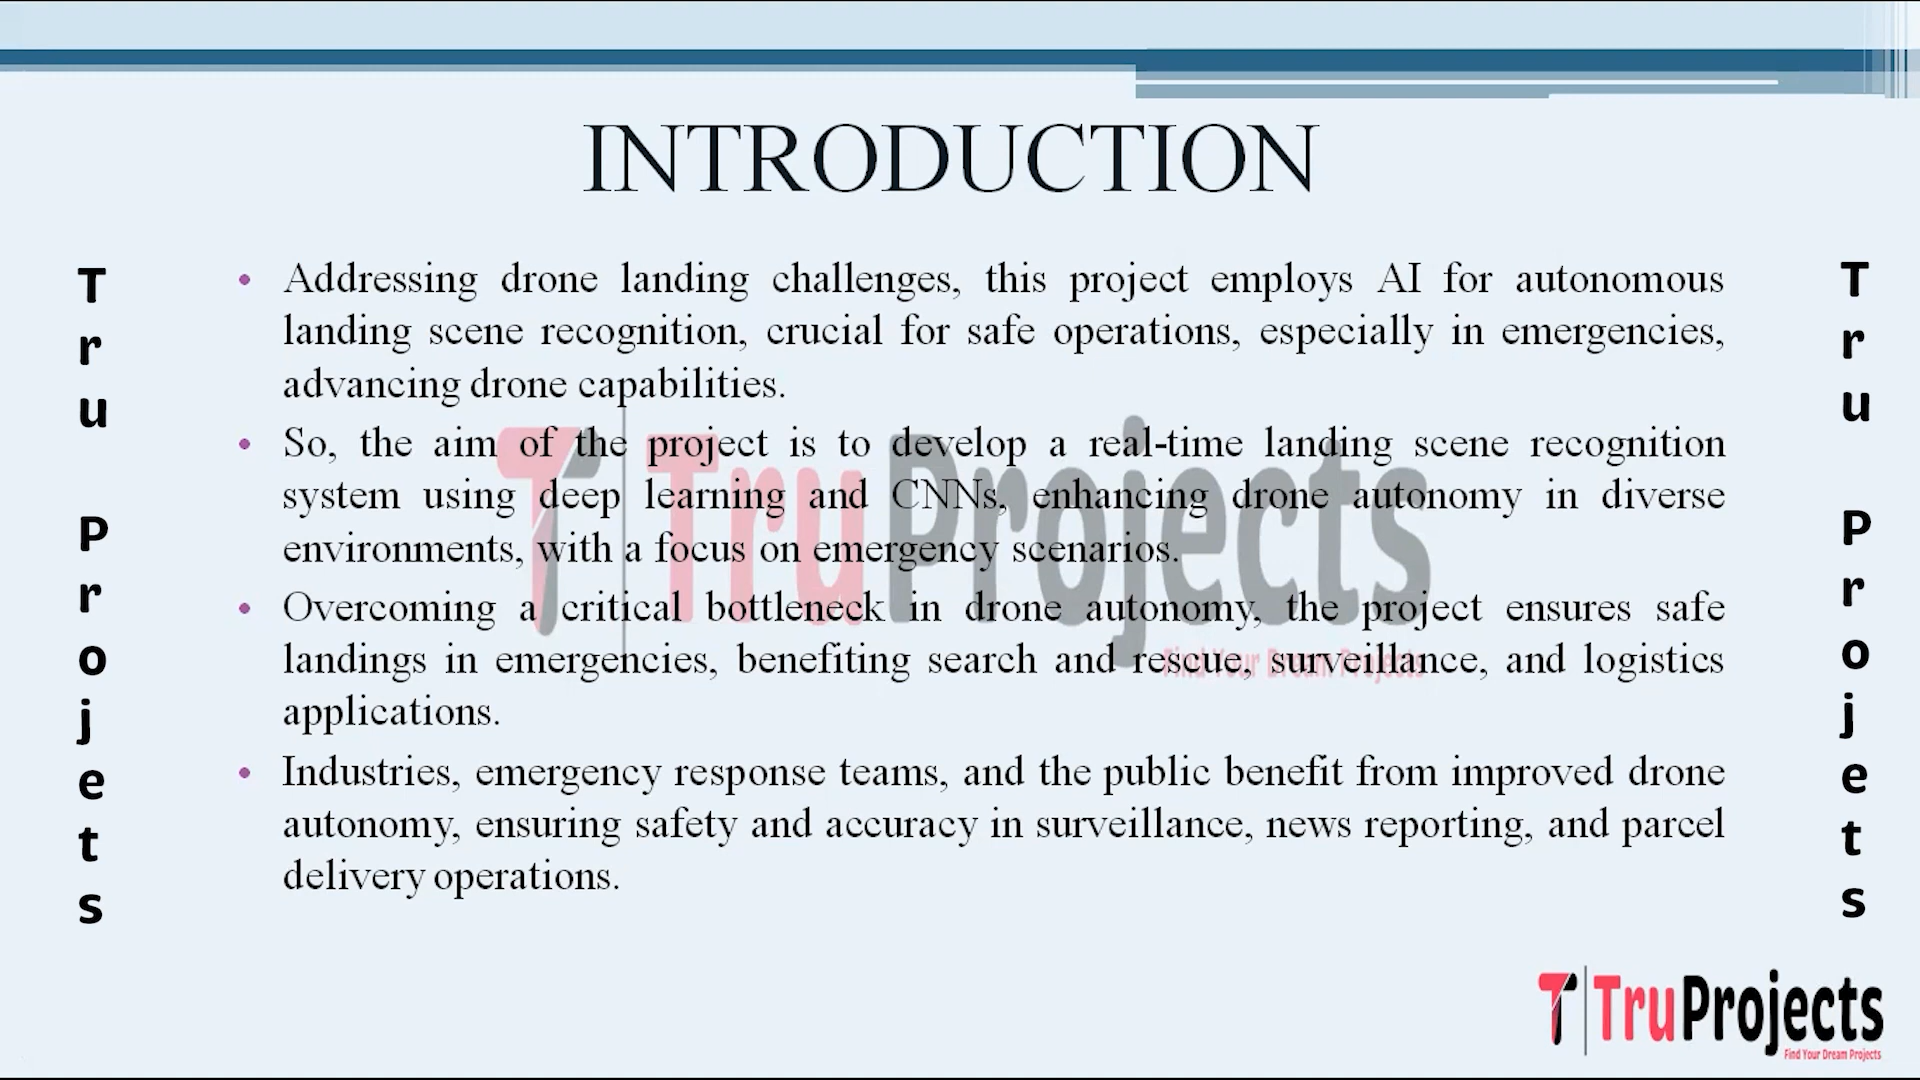 INTRODUCTION
• Addressing drone landing challenges, this project employs AI for autonomous
landing scene recognition, crucial for safe operations, especially in emergencies,
advancing drone capabilities.
• So, the aim of the project is to develop a real-time landing scene recognition
system using deep learning and CNNs, enhancing drone autonomy in diverse
environments, with a focus on emergency scenarios.
• Overcoming a critical bottleneck in drone autonomy, the project ensures safe
landings in emergencies, benefiting search and rescue, surveillance, and logistics
applications.
• Industries, emergency response teams, and the public benefit from improved drone
autonomy, ensuring safety and accuracy in surveillance, news reporting, and parcel
delivery operations.
Tru Projets
Tru Projets
TruProjects
Find Your Dream Projects
TruProjects
Find Your Dream Projects